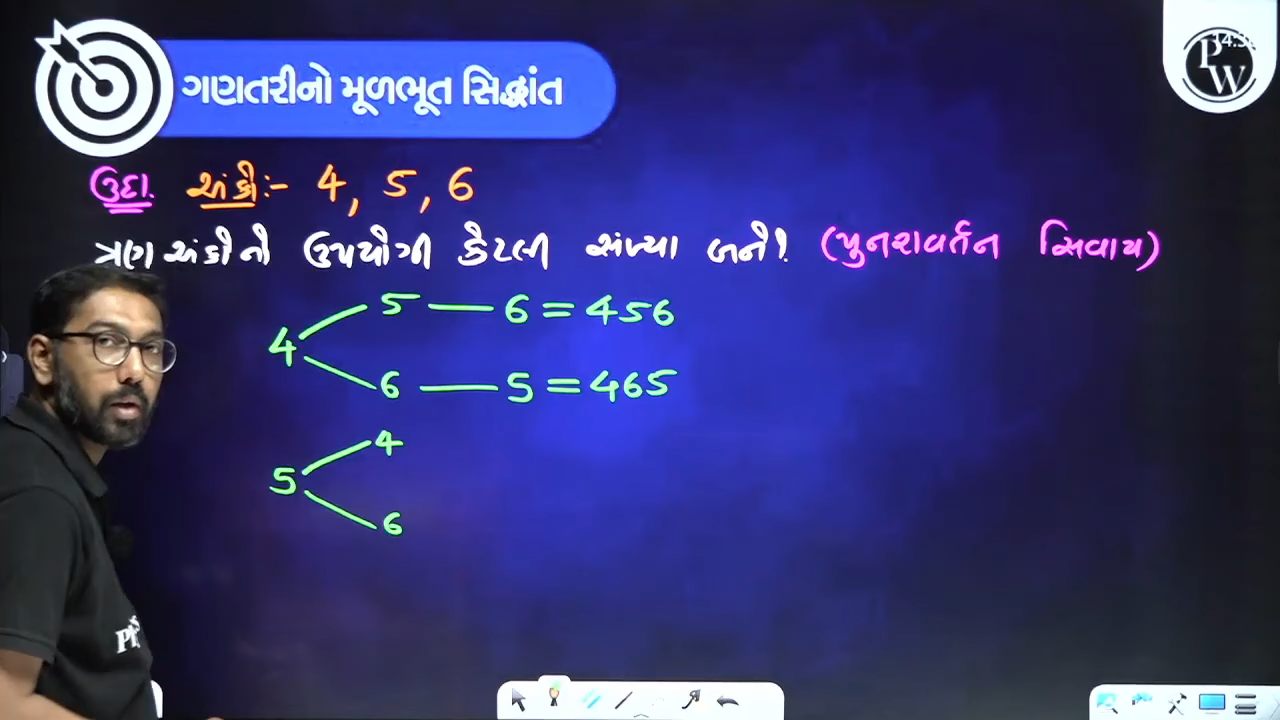 ગણતરીનો મૂળભૂત સિદ્ધાંત
PW
ઉદા. અંકો:- 4, 5, 6
ત્રણ અંકોનો ઉપયોગી કેટલી સંખ્યા બને? (પુનરાવર્તન સિવાય)
5 — 6 = 456
4
6 — 5 = 465
4
5
6